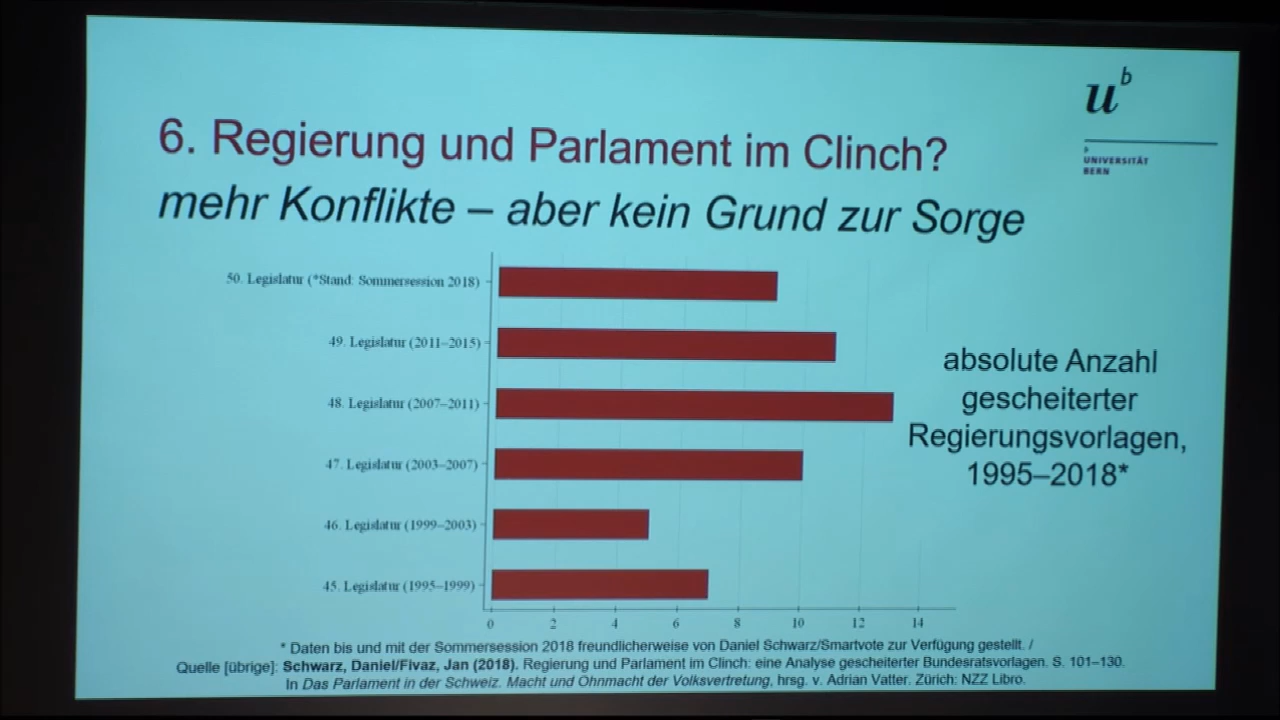 u^b
UNIVERSITÄT
BERN
6. Regierung und Parlament im Clinch?
mehr Konflikte – aber kein Grund zur Sorge
50. Legislatur (*Stand: Sommersession 2018)
49. Legislatur (2011–2015)
48. Legislatur (2007–2011)
47. Legislatur (2003–2007)
46. Legislatur (1999–2003)
45. Legislatur (1995–1999)
0 2 4 6 8 10 12 14
absolute Anzahl
gescheiterter
Regierungsvorlagen,
1995–2018*
* Daten bis und mit der Sommersession 2018 freundlicherweise von Daniel Schwarz/Smartvote zur Verfügung gestellt. /
Quelle [übrige]: Schwarz, Daniel/Fivaz, Jan (2018). Regierung und Parlament im Clinch: eine Analyse gescheiterter Bundesratsvorlagen. S. 101–130.
In Das Parlament in der Schweiz. Macht und Ohnmacht der Volksvertretung, hrsg. v. Adrian Vatter. Zürich: NZZ Libro.